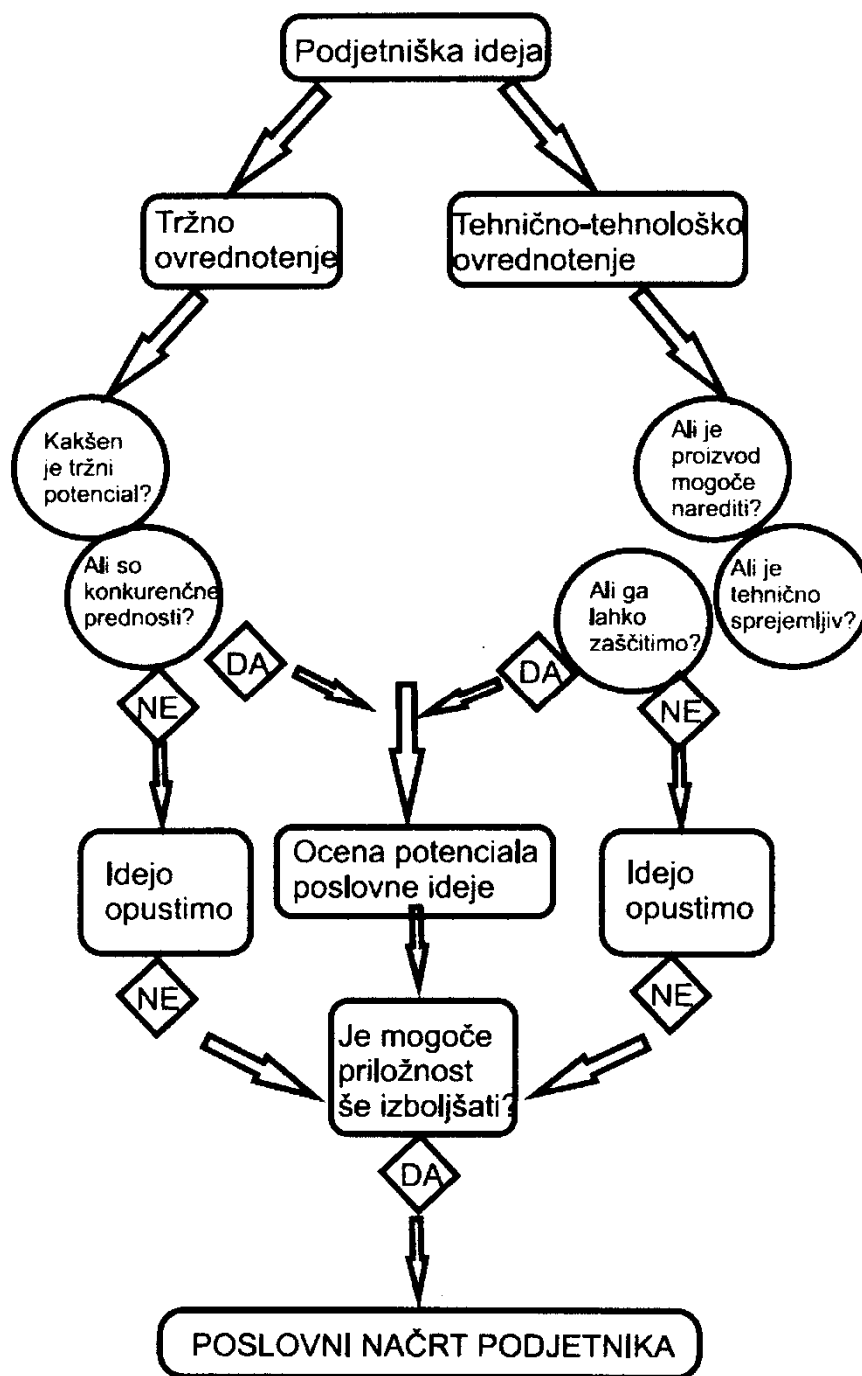 Podjetniška ideja
Tržno
ovrednotenje
Tehnično-tehnološko
ovrednotenje
Kakšen
je tržni
potencial?
Ali je
proizvod
mogoče
narediti?
Ali so
konkurenčne
prednosti?
Ali ga
lahko
zaščitimo?
Ali je
tehnično
sprejemljiv?
DA
DA
NE
NE
Idejo
opustimo
Ocena potenciala
poslovne ideje
Idejo
opustimo
NE
NE
Je mogoče
priložnost
še izboljšati?
DA
POSLOVNI NAČRT PODJETNIKA